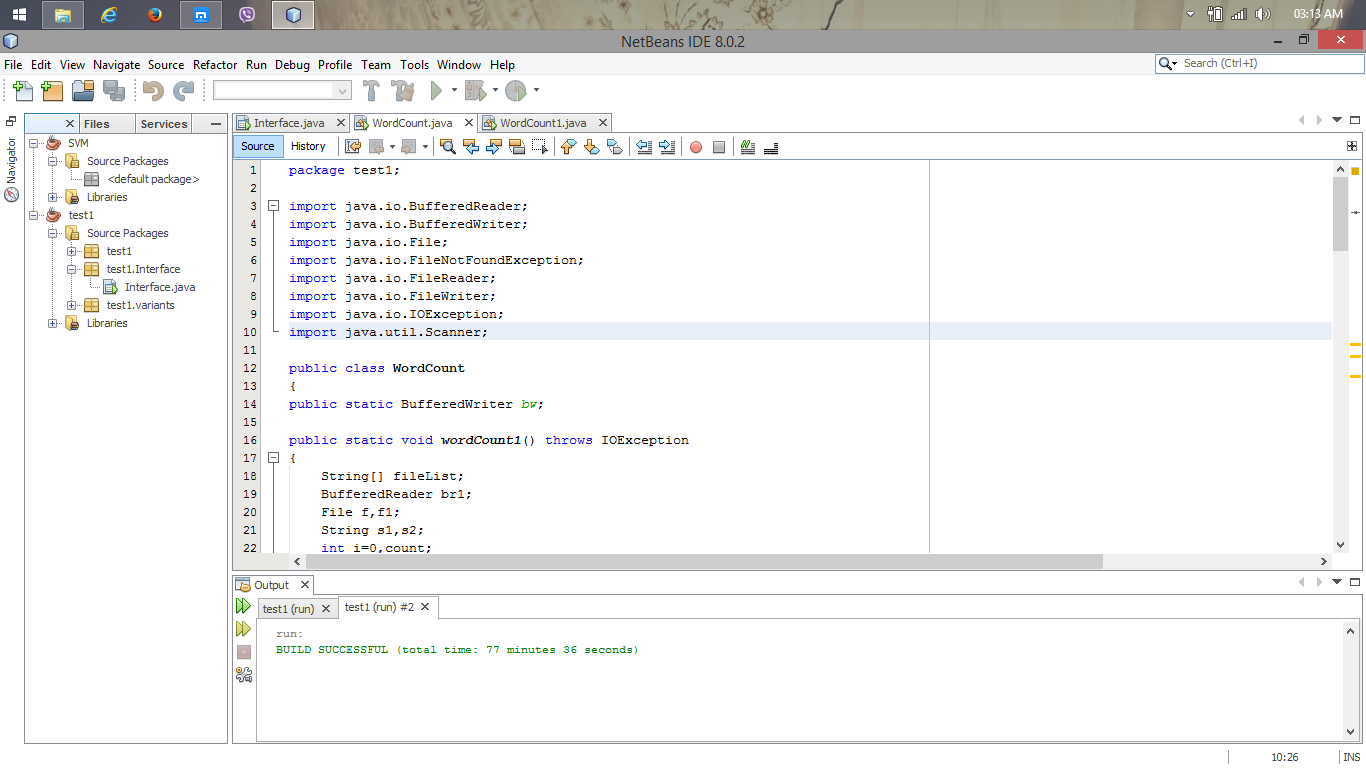 03:13 AM
NetBeans IDE 8.0.2
File Edit View Navigate Source Refactor Run Debug Profile Team Tools Window Help
Search (Ctrl+I)
Files Services
Navigator
SVM
Source Packages
<default package>
Libraries
test1
Source Packages
test1
test1.Interface
Interface.java
test1.variants
Libraries
Interface.java WordCount.java WordCount1.java
Source History
1 package test1;
2
3 import java.io.BufferedReader;
4 import java.io.BufferedWriter;
5 import java.io.File;
6 import java.io.FileNotFoundException;
7 import java.io.FileReader;
8 import java.io.FileWriter;
9 import java.io.IOException;
10 import java.util.Scanner;
11
12 public class WordCount
13 {
14 public static BufferedWriter bw;
15
16 public static void wordCount1() throws IOException
17 {
18 String[] fileList;
19 BufferedReader br1;
20 File f,f1;
21 String s1,s2;
22 int i=0,count;
Output
test1 (run) test1 (run) #2
run:
BUILD SUCCESSFUL (total time: 77 minutes 36 seconds)
10:26 INS